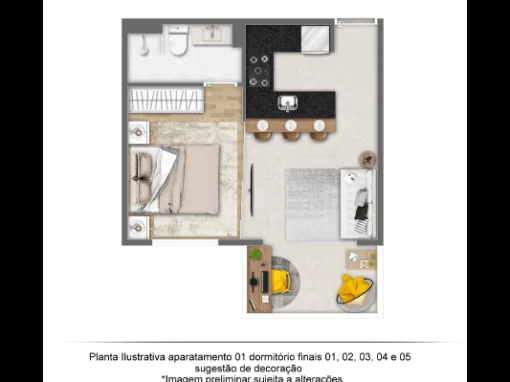 Planta Ilustrativa aparatamento 01 dormitório finais 01, 02, 03, 04 e 05
sugestão de decoração
*Imagem preliminar sujeita a alterações